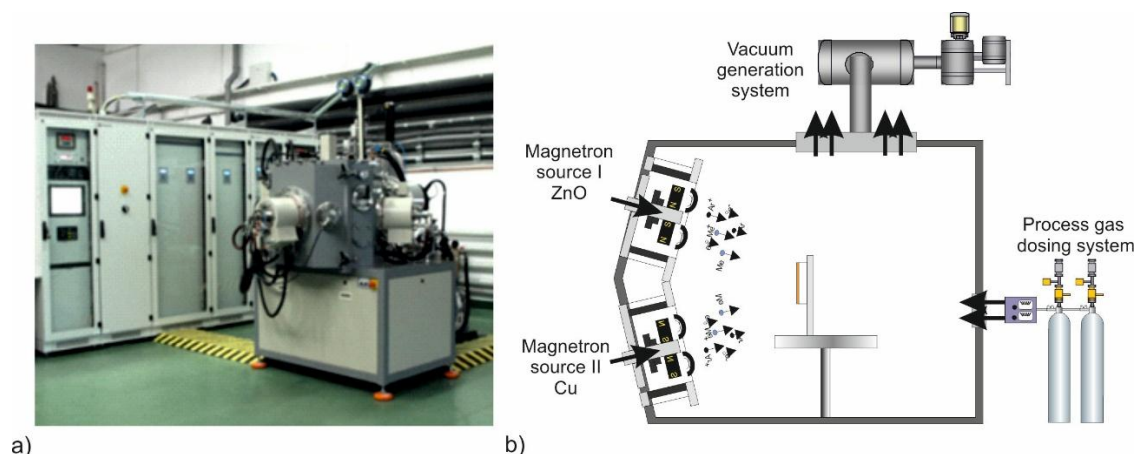 Vacuum
generation
system
Magnetron
source I
ZnO
Process gas
dosing system
Magnetron
source II
Cu
a)
b)